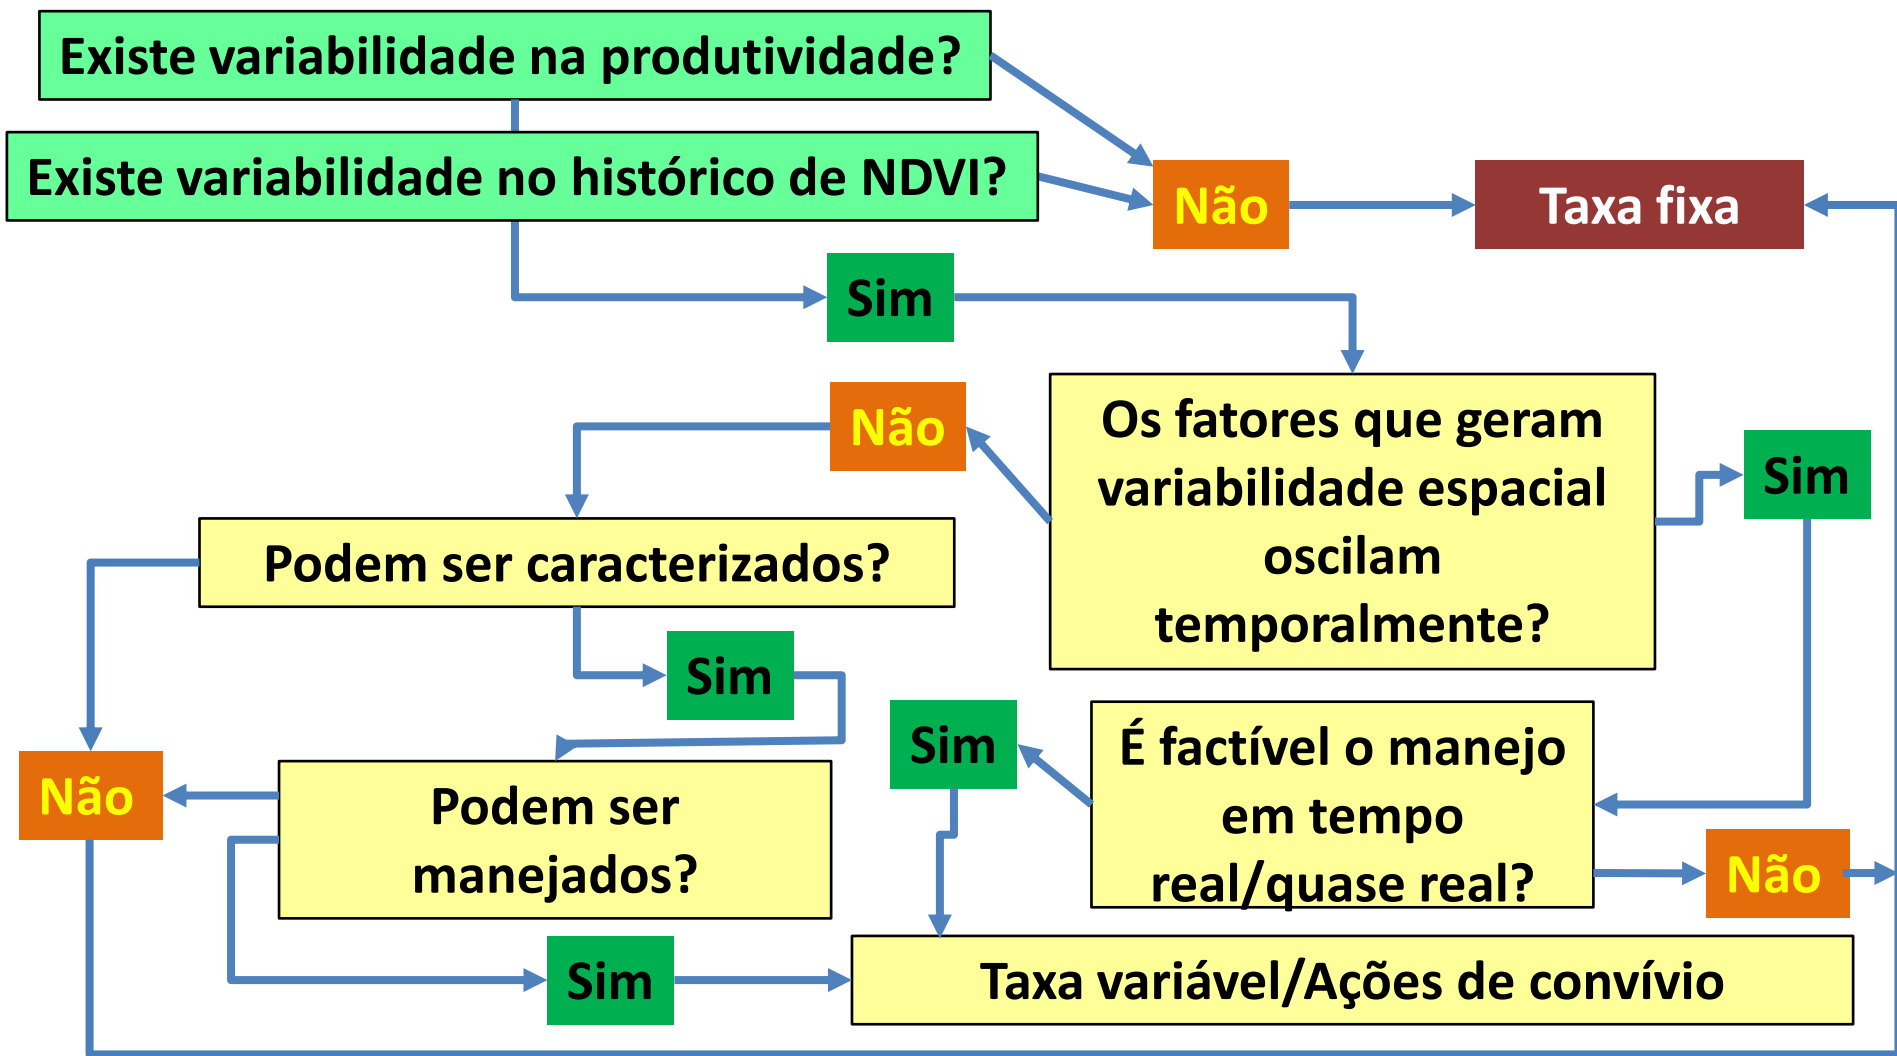 Existe variabilidade na produtividade?
Existe variabilidade no histórico de NDVI?
Não
Taxa fixa
Sim
Não
Os fatores que geram
variabilidade espacial
oscilam
temporalmente?
Sim
Podem ser caracterizados?
Sim
Sim
É factível o manejo
em tempo
real/quase real?
Não
Podem ser
manejados?
Não
Sim
Taxa variável/Ações de convívio